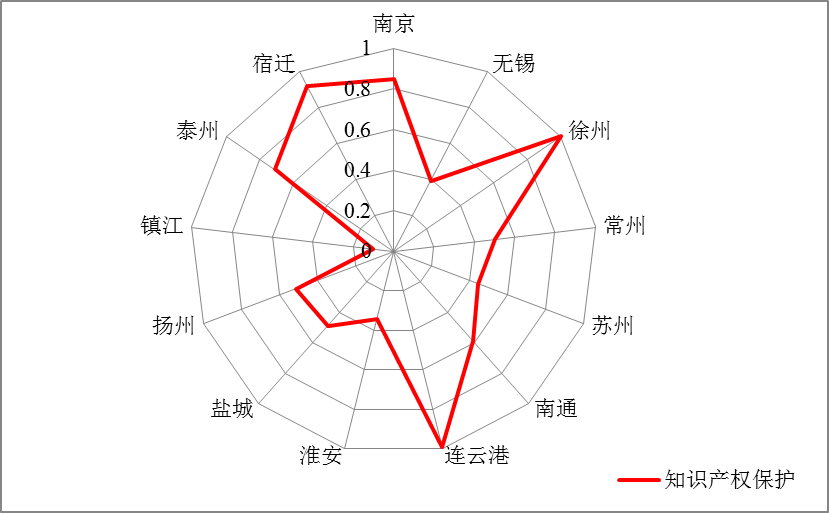 南京
1
宿迁
无锡
0.8
泰州
徐州
0.6
0.4
0.2
镇江
常州
0
扬州
苏州
盐城
南通
淮安
连云港
知识产权保护